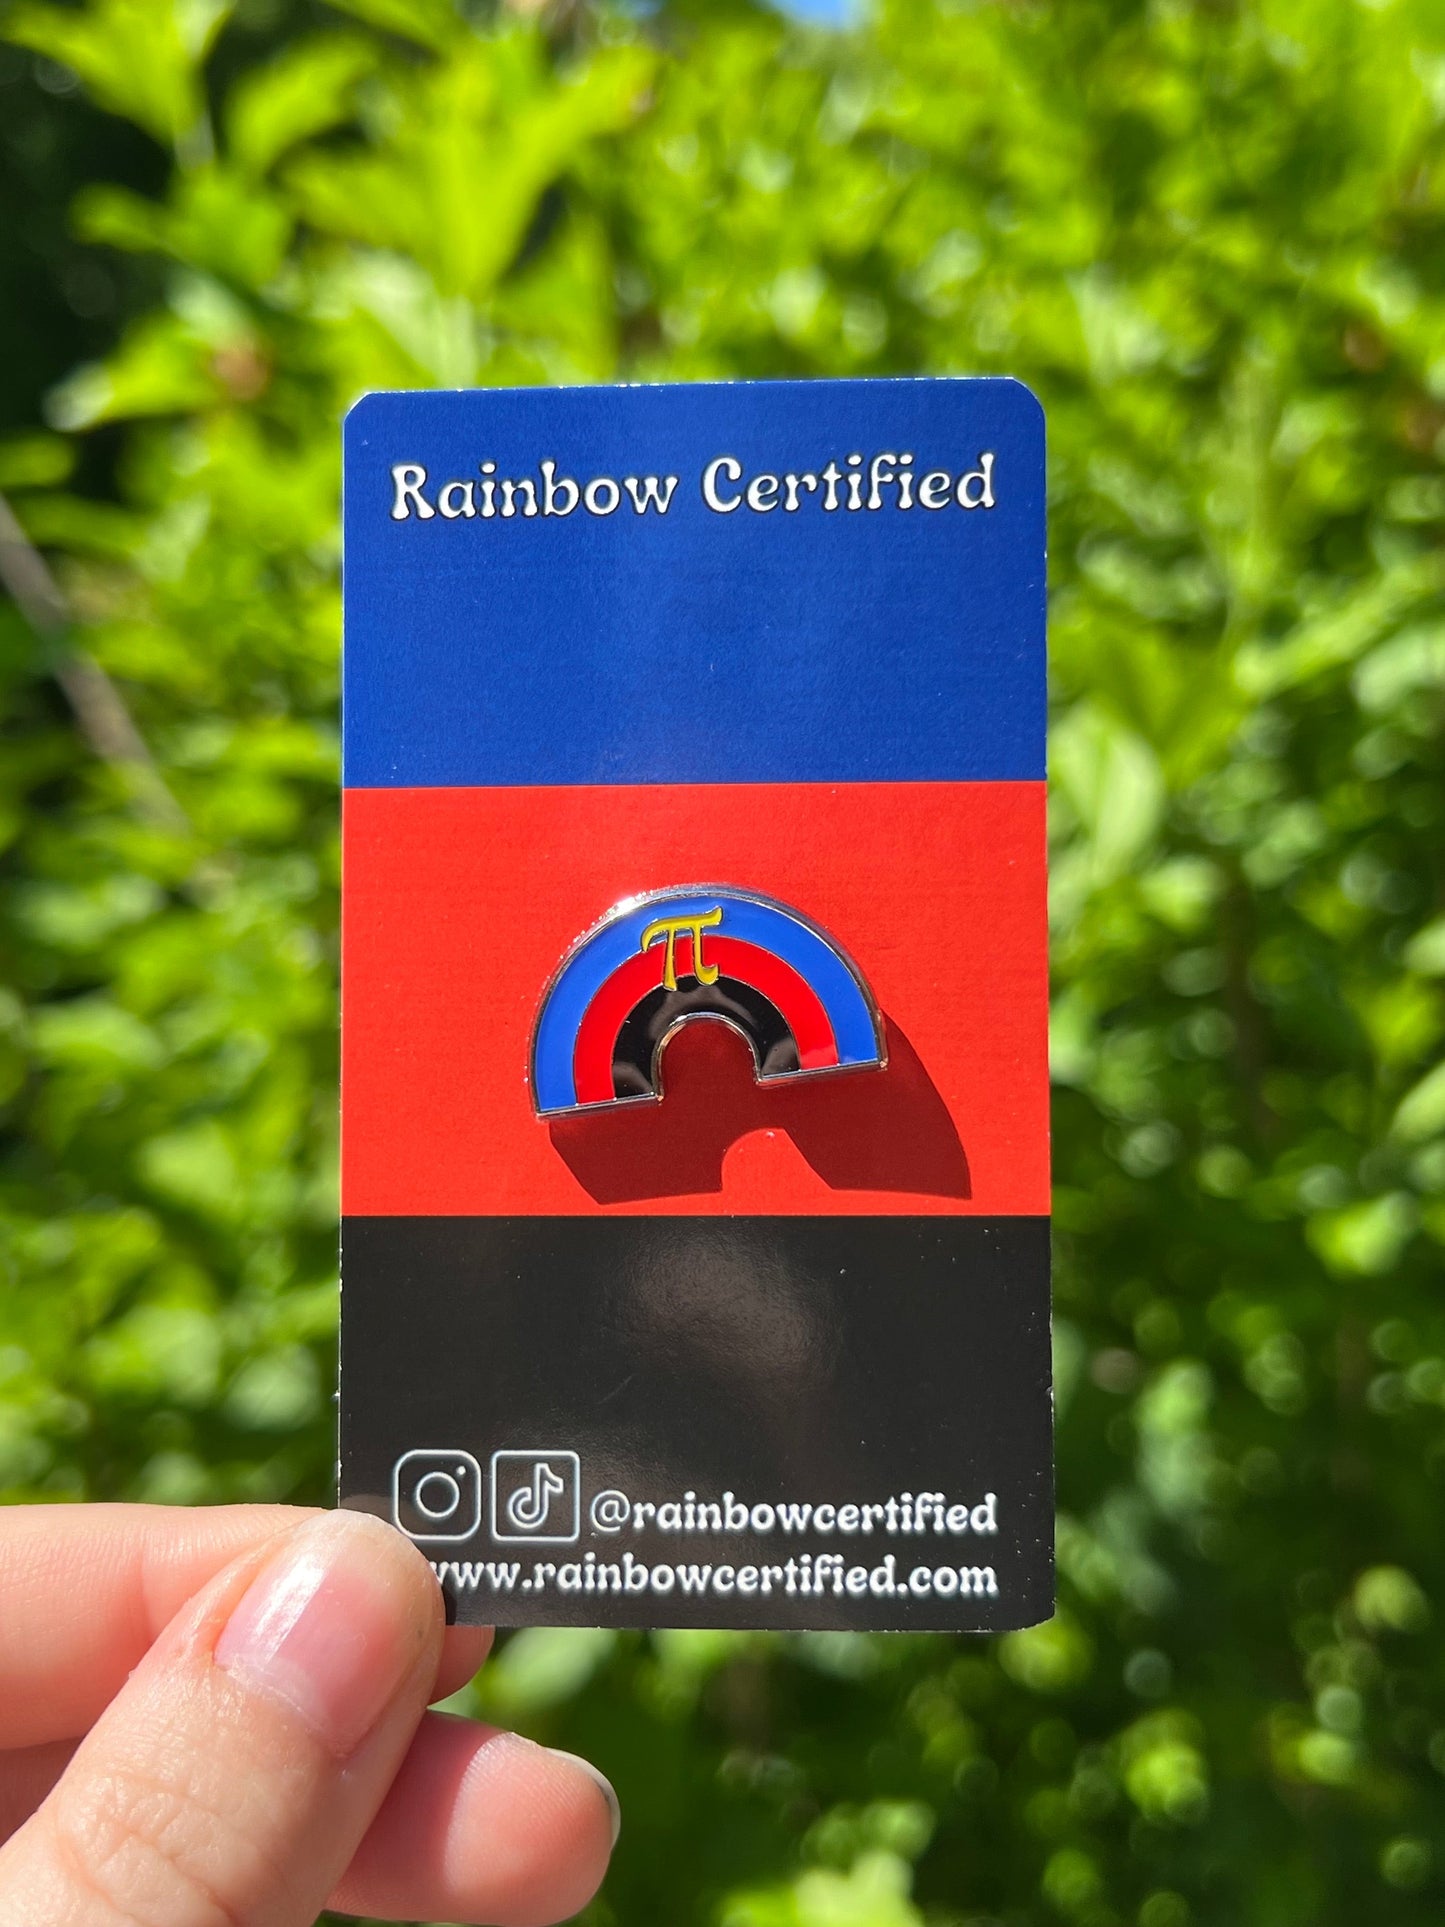 Rainbow Certified
π
@rainbowcertified
www.rainbowcertified.com